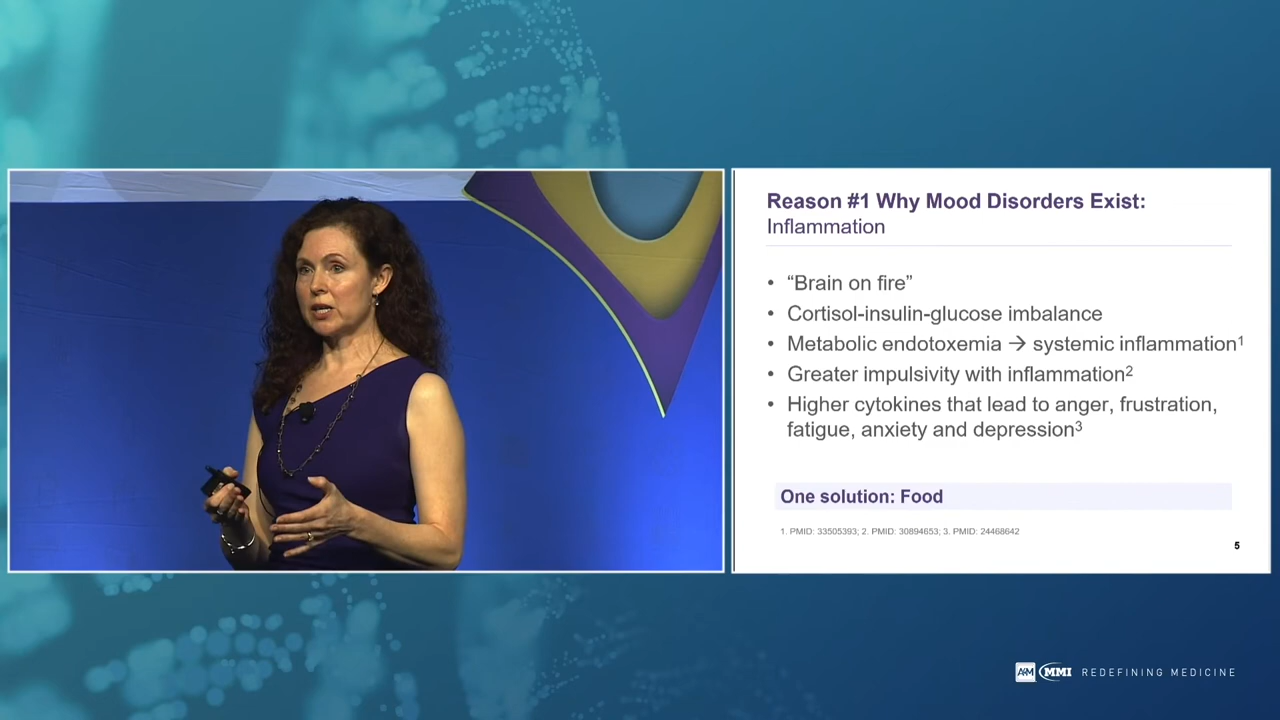 Reason #1 Why Mood Disorders Exist:
Inflammation
• “Brain on fire”
• Cortisol-insulin-glucose imbalance
• Metabolic endotoxemia → systemic inflammation¹
• Greater impulsivity with inflammation²
• Higher cytokines that lead to anger, frustration,
fatigue, anxiety and depression³
One solution: Food
1. PMID: 33505393; 2. PMID: 30894653; 3. PMID: 24468642
5
A4M MMI REDEFINING MEDICINE